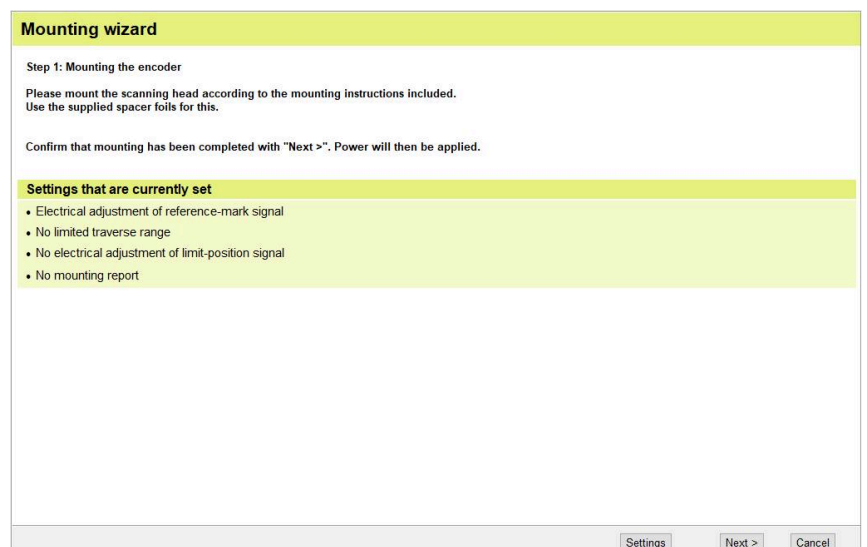 Mounting wizard
Step 1: Mounting the encoder
Please mount the scanning head according to the mounting instructions included.
Use the supplied spacer foils for this.
Confirm that mounting has been completed with "Next >". Power will then be applied.
Settings that are currently set
• Electrical adjustment of reference-mark signal
• No limited traverse range
• No electrical adjustment of limit-position signal
• No mounting report
Settings Next > Cancel